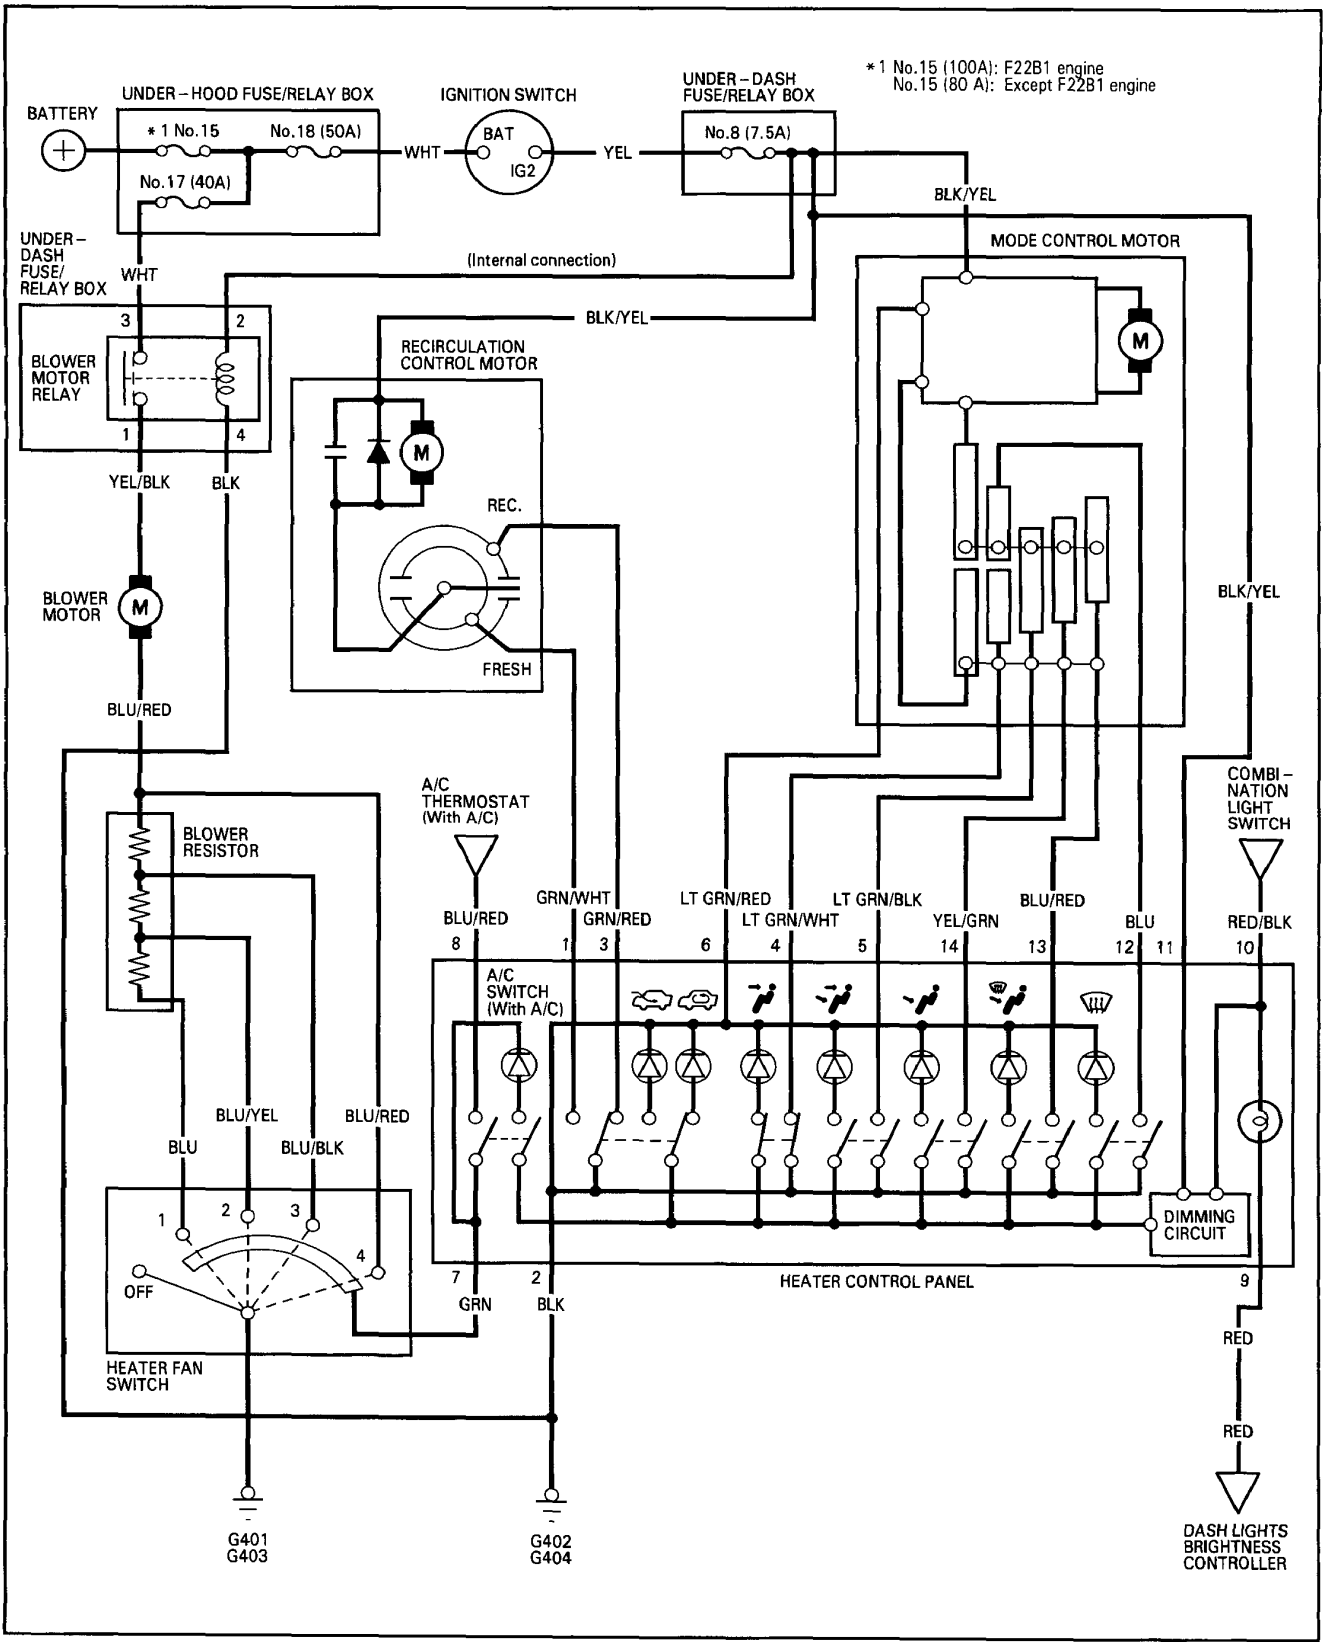 * 1 No.15 (100A): F22B1 engine
No.15 (80 A): Except F22B1 engine
BATTERY
UNDER-HOOD FUSE/RELAY BOX
* 1 No.15
No.18 (50A)
No.17 (40A)
WHT
IGNITION SWITCH
BAT
IG2
YEL
UNDER-DASH
FUSE/RELAY BOX
No.8 (7.5A)
BLK/YEL
UNDER-
DASH
FUSE/
RELAY BOX
WHT
(Internal connection)
BLK/YEL
MODE CONTROL MOTOR
M
3
2
BLOWER
MOTOR
RELAY
1
4
YEL/BLK
BLK
RECIRCULATION
CONTROL MOTOR
M
REC.
FRESH
BLK/YEL
BLOWER
MOTOR
M
BLU/RED
BLOWER
RESISTOR
A/C
THERMOSTAT
(With A/C)
COMBI-
NATION
LIGHT
SWITCH
BLU/RED
GRN/WHT
GRN/RED
LT GRN/RED
LT GRN/WHT
LT GRN/BLK
YEL/GRN
BLU/RED
BLU
RED/BLK
8
1
3
6
4
5
14
13
12
11
10
A/C
SWITCH
(With A/C)
BLU
BLU/YEL
BLU/BLK
BLU/RED
1
2
3
4
OFF
HEATER FAN
SWITCH
DIMMING
CIRCUIT
7
2
HEATER CONTROL PANEL
9
GRN
BLK
RED
RED
G401
G403
G402
G404
DASH LIGHTS
BRIGHTNESS
CONTROLLER